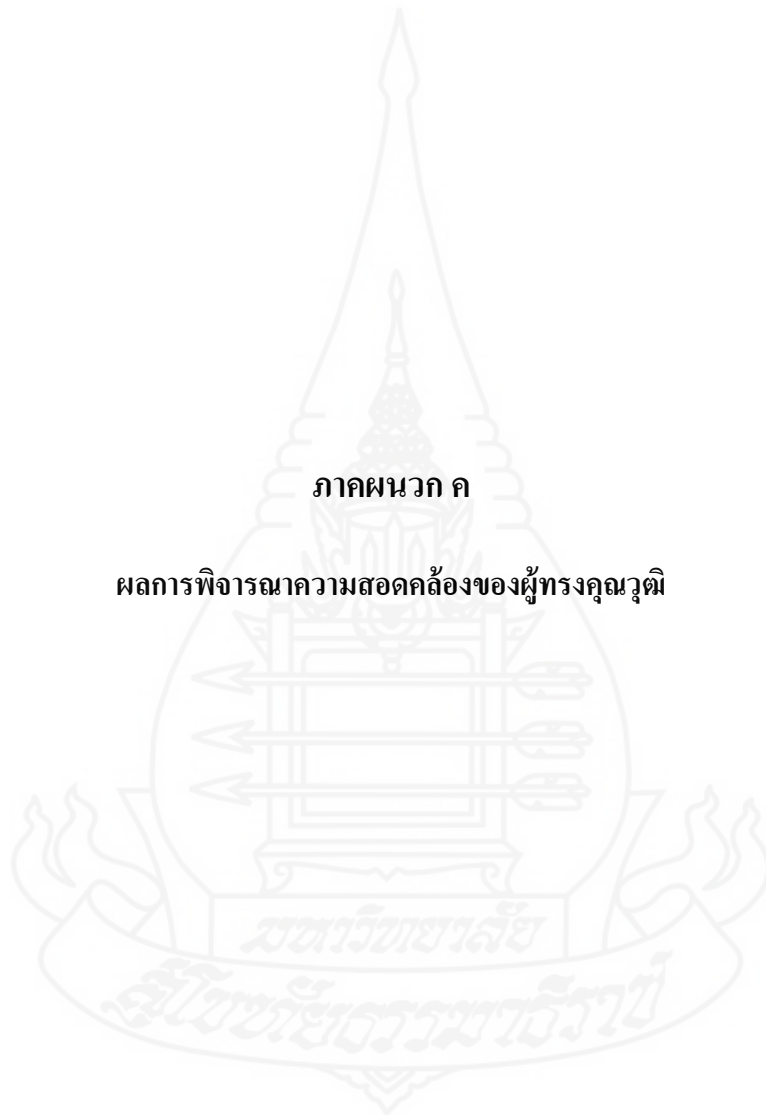 ภาคผนวก ค
ผลการพิจารณาความสอดคล้องของผู้ทรงคุณวุฒิ
มหาวิทยาลัย
สุโขทัยธรรมาธิราช